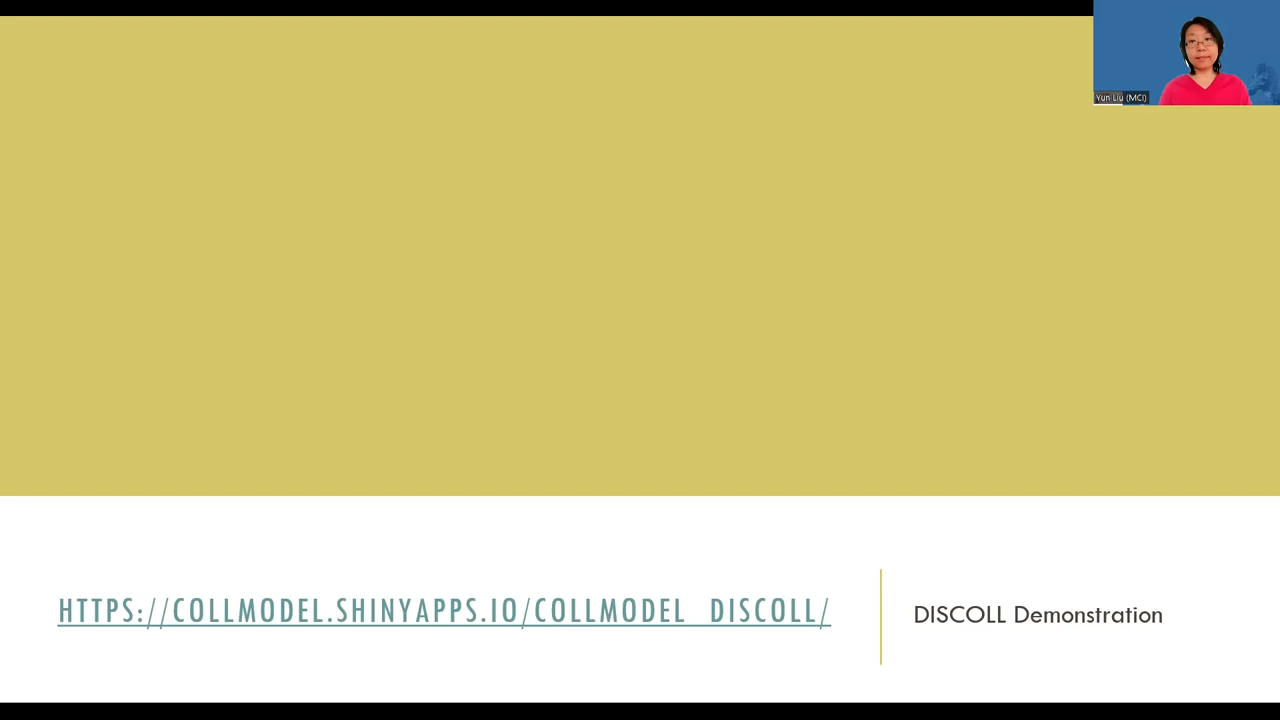 Yun Liu (MCI)
HTTPS://COLLMODEL.SHINYAPPS.IO/COLLMODEL_DISCOLL/
DISCOLL Demonstration